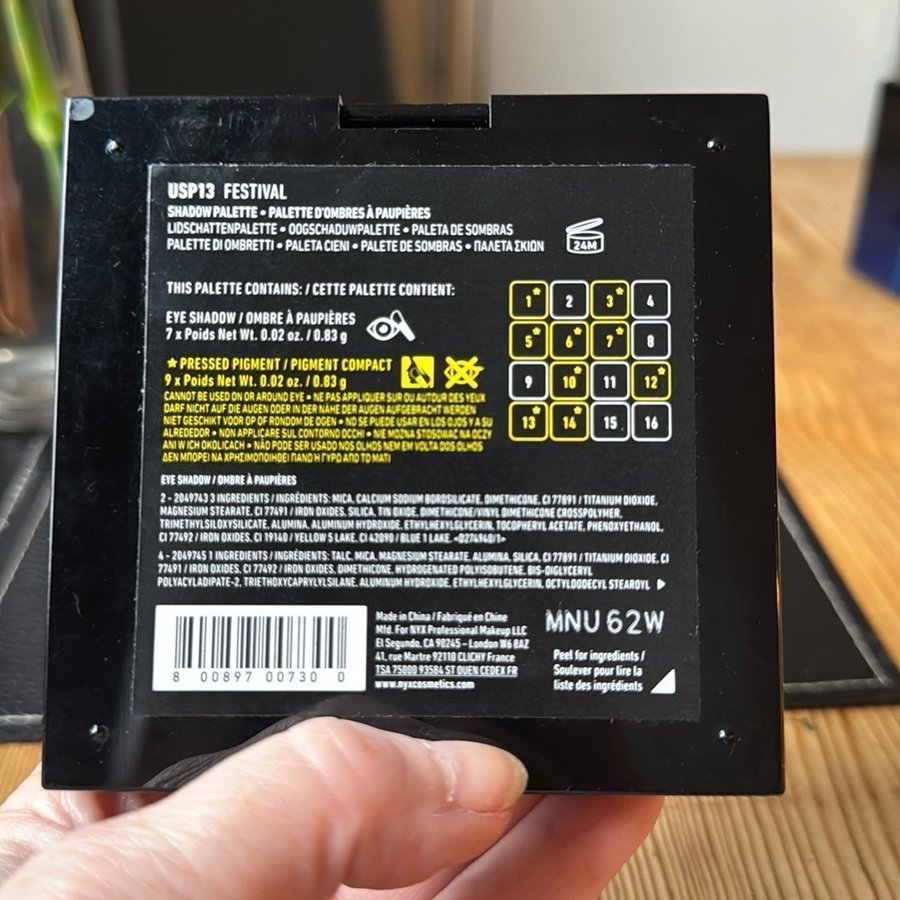 USP13 FESTIVAL
SHADOW PALETTE • PALETTE D'OMBRES À PAUPIÈRES
LIDSCHATTENPALETTE • OOGSCHADUWPALETTE • PALETA DE SOMBRAS
PALETTE DI OMBRETTI • PALETA CIENI • PALETE DE SOMBRAS • ΠΑΛΕΤΑ ΣΚΙΩΝ
24M
THIS PALETTE CONTAINS: / CETTE PALETTE CONTIENT:
EYE SHADOW / OMBRE À PAUPIÈRES
7 x Poids Net Wt. 0.02 oz. / 0.83 g
★ PRESSED PIGMENT / PIGMENT COMPACT
9 x Poids Net Wt. 0.02 oz. / 0.83 g
CANNOT BE USED ON OR AROUND EYE • NE PAS APPLIQUER SUR OU AUTOUR DES YEUX
DARF NICHT AUF DIE AUGEN ODER IN DER NÄHE DER AUGEN AUFGEBRACHT WERDEN
NIET GESCHIKT VOOR OP OF RONDOM DE OGEN • NO SE PUEDE USAR EN LOS OJOS Y A SU
ALREDEDOR • NON APPLICARE SUL CONTORNO OCCHI • NIE MOŻNA STOSOWAĆ NA OCZY
ANI W ICH OKOLICACH • NÃO PODE SER USADO NOS OLHOS NEM EM VOLTA DOS OLHOS
ΔΕΝ ΜΠΟΡΕΙ ΝΑ ΧΡΗΣΙΜΟΠΟΙΗΘΕΙ ΠΑΝΩ Ή ΓΥΡΩ ΑΠΟ ΤΟ ΜΑΤΙ
1★ 2 3★ 4
5★ 6★ 7★ 8
9 10★ 11 12★
13★ 14★ 15 16
EYE SHADOW / OMBRE À PAUPIÈRES
2 - 2049743 3 INGREDIENTS / INGRÉDIENTS: MICA, CALCIUM SODIUM BOROSILICATE, DIMETHICONE, CI 77891 / TITANIUM DIOXIDE,
MAGNESIUM STEARATE, CI 77491 / IRON OXIDES, SILICA, TIN OXIDE, DIMETHICONE/VINYL DIMETHICONE CROSSPOLYMER,
TRIMETHYLSILOXYSILICATE, ALUMINA, ALUMINUM HYDROXIDE, ETHYLHEXYLGLYCERIN, TOCOPHERYL ACETATE, PHENOXYETHANOL,
CI 77492 / IRON OXIDES, CI 19140 / YELLOW 5 LAKE, CI 42090 / BLUE 1 LAKE. <D274940/1>
4 - 2049745 1 INGREDIENTS / INGRÉDIENTS: TALC, MICA, MAGNESIUM STEARATE, ALUMINA, SILICA, CI 77891 / TITANIUM DIOXIDE, CI
77491 / IRON OXIDES, CI 77492 / IRON OXIDES, DIMETHICONE, HYDROGENATED POLYISOBUTENE, BIS-DIGLYCERYL
POLYACYLADIPATE-2, TRIETHOXYCAPRYLYLSILANE, ALUMINUM HYDROXIDE, ETHYLHEXYLGLYCERIN, OCTYLDODECYL STEAROYL
8 00897 00730 0
Made in China / Fabriqué en Chine
Mfd. For NYX Professional Makeup LLC
El Segundo, CA 90245 – London W6 8AZ
41, rue Martre 92110 CLICHY France
TSA 75000 93584 ST OUEN CEDEX FR
www.nyxcosmetics.com
MNU62W
Peel for ingredients /
Soulever pour lire la
liste des ingrédients